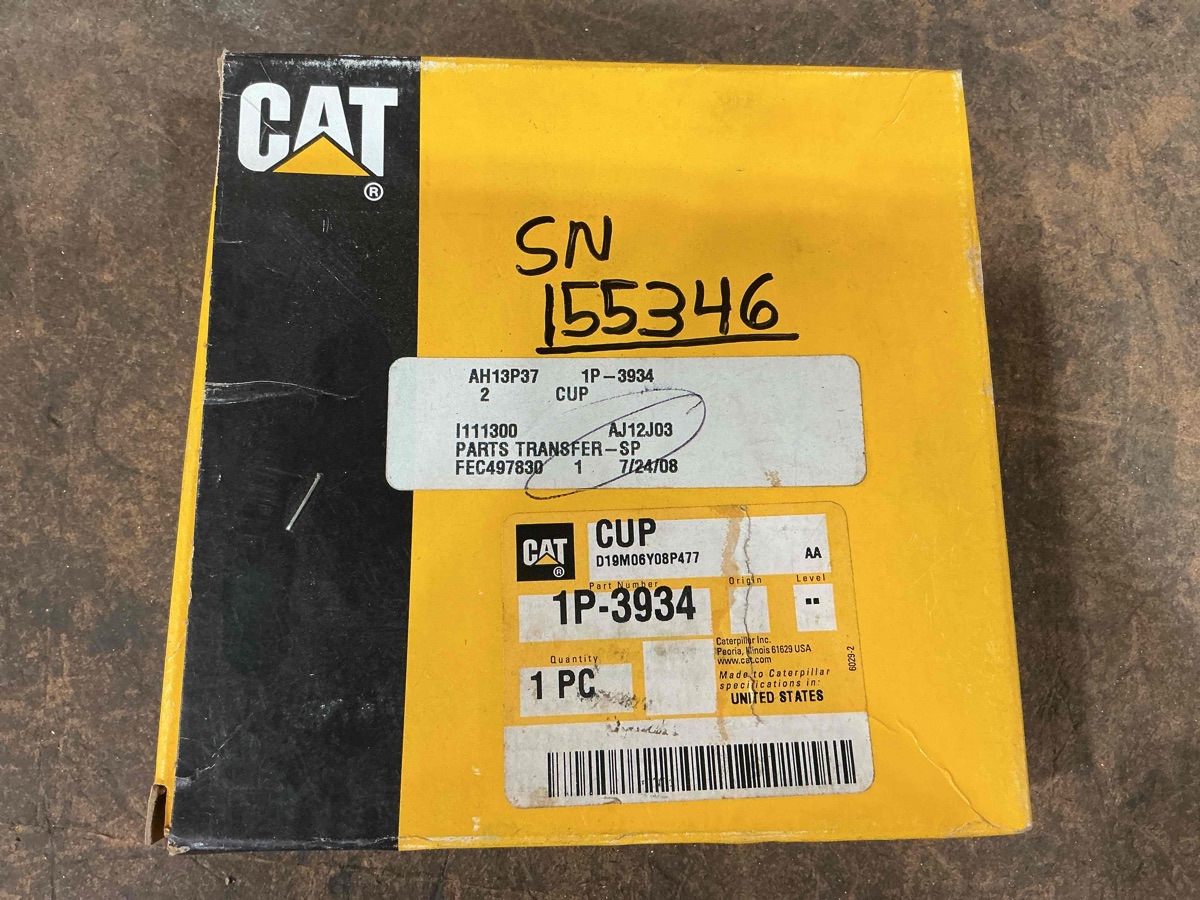 CAT
®
SN
155346
AH13P37 1P-3934
2 CUP
I111300 AJ12J03
PARTS TRANSFER-SP
FEC497830 1 7/24/08
CAT
®
CUP
D19M06Y08P477 AA
Part Number Origin Level
1P-3934 "
Caterpillar Inc.
Peoria, Illinois 61629 USA
www.cat.com
Quantity
1 PC
Made to Caterpillar
specifications in:
UNITED STATES
6029-2